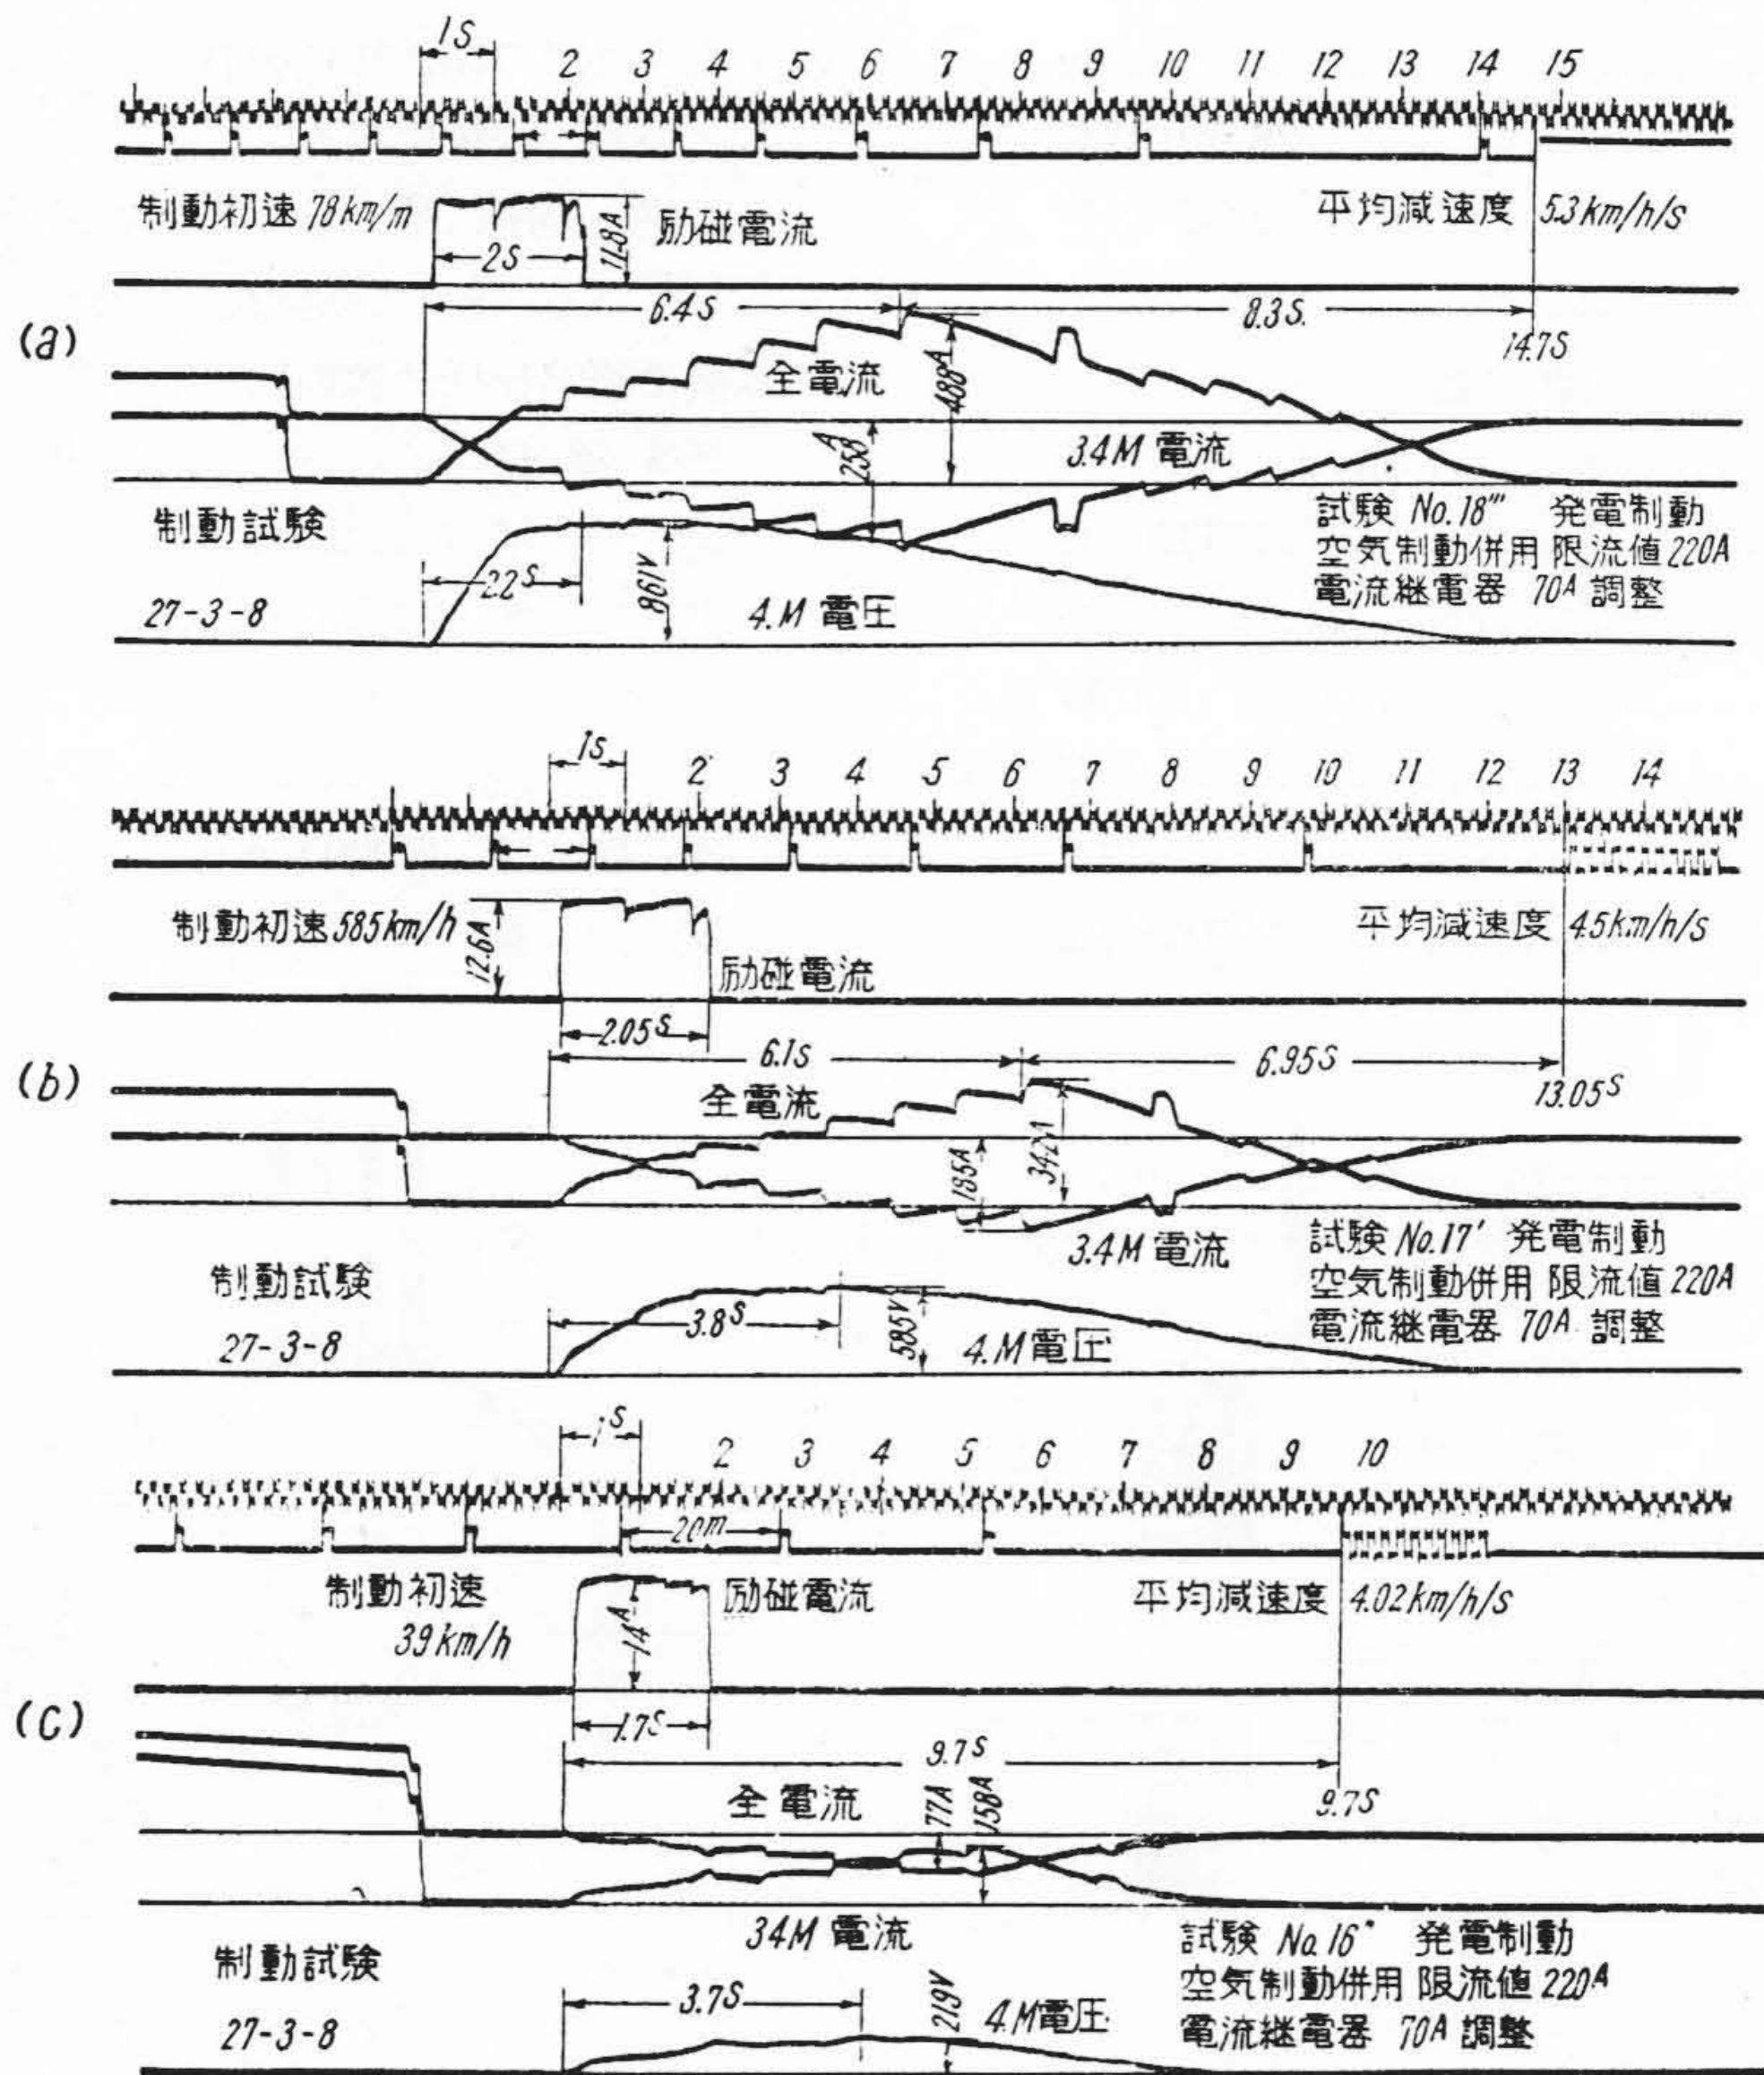 1S 2 3 4 5 6 7 8 9 10 11 12 13 14 15
制動初速 78km/m
2S
11.8A
励磁電流
平均減速度 5.3km/h/s
(a)
6.4S
8.3S.
14.7S
全電流
488A
258A
3.4M 電流
制動試験
27-3-8
2.2S
861V
4.M 電圧
試験 No.18''' 発電制動
空気制動併用 限流値220A
電流継電器 70A 調整
1S 2 3 4 5 6 7 8 9 10 11 12 13 14
制動初速 585km/h
12.6A
励磁電流
平均減速度 4.5km/h/s
2.05S
(b)
6.1S
6.95S
13.05S
全電流
185A
342A
3.4M 電流
制動試験
27-3-8
3.8S
585V
4.M電圧
試験 No.17' 発電制動
空気制動併用 限流値220A
電流継電器 70A 調整
1S 2 3 4 5 6 7 8 9 10
20m
制動初速
39km/h
14A
励磁電流
平均減速度 4.02km/h/s
(C)
1.7S
9.7S
9.7S
全電流
77A
158A
34M 電流
制動試験
27-3-8
3.7S
219V
4.M電圧
試験 No.16" 発電制動
空気制動併用 限流値220A
電流継電器 70A 調整